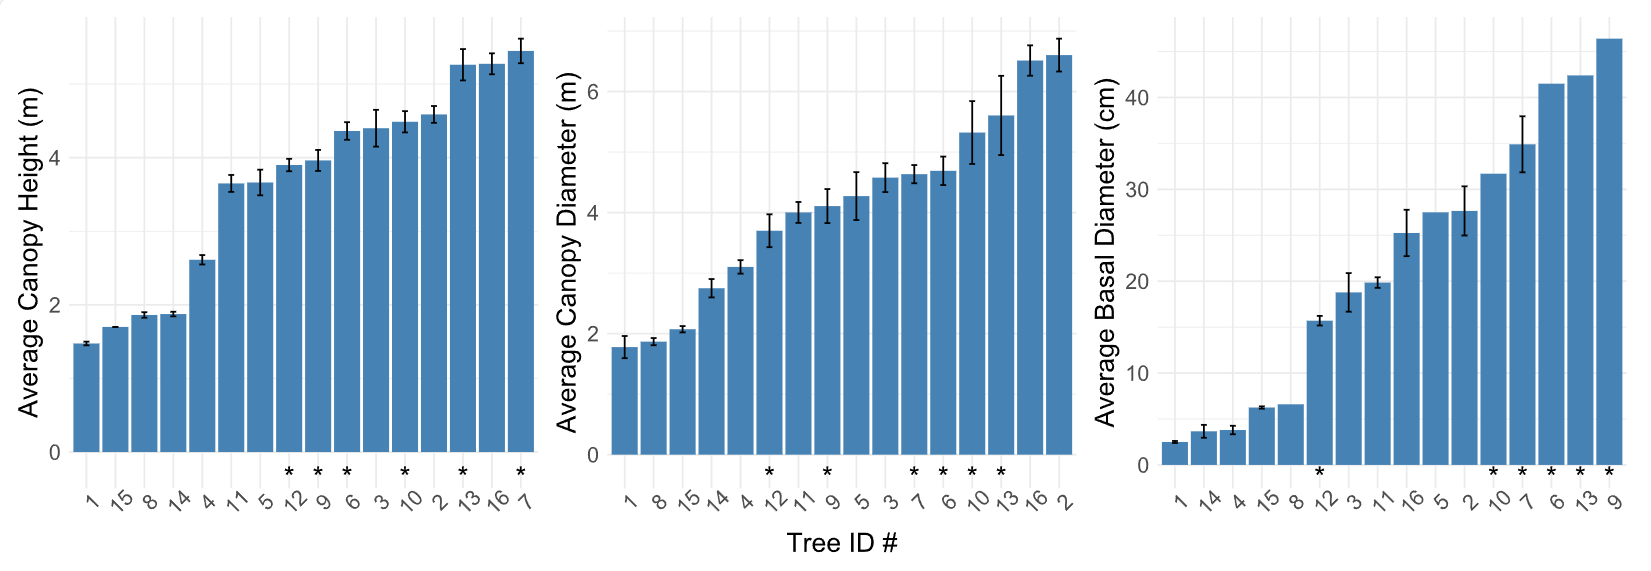 Average Canopy Height (m)
4
2
0
* * * * * *
1 15 8 14 4 11 5 12 9 6 3 10 2 13 16 7
Average Canopy Diameter (m)
6
4
2
0
* * * * * *
1 8 15 14 4 12 11 9 5 3 7 6 10 13 16 2
Average Basal Diameter (cm)
40
30
20
10
0
* * * * * *
1 14 4 15 8 12 3 11 16 5 2 10 7 6 13 9
Tree ID #